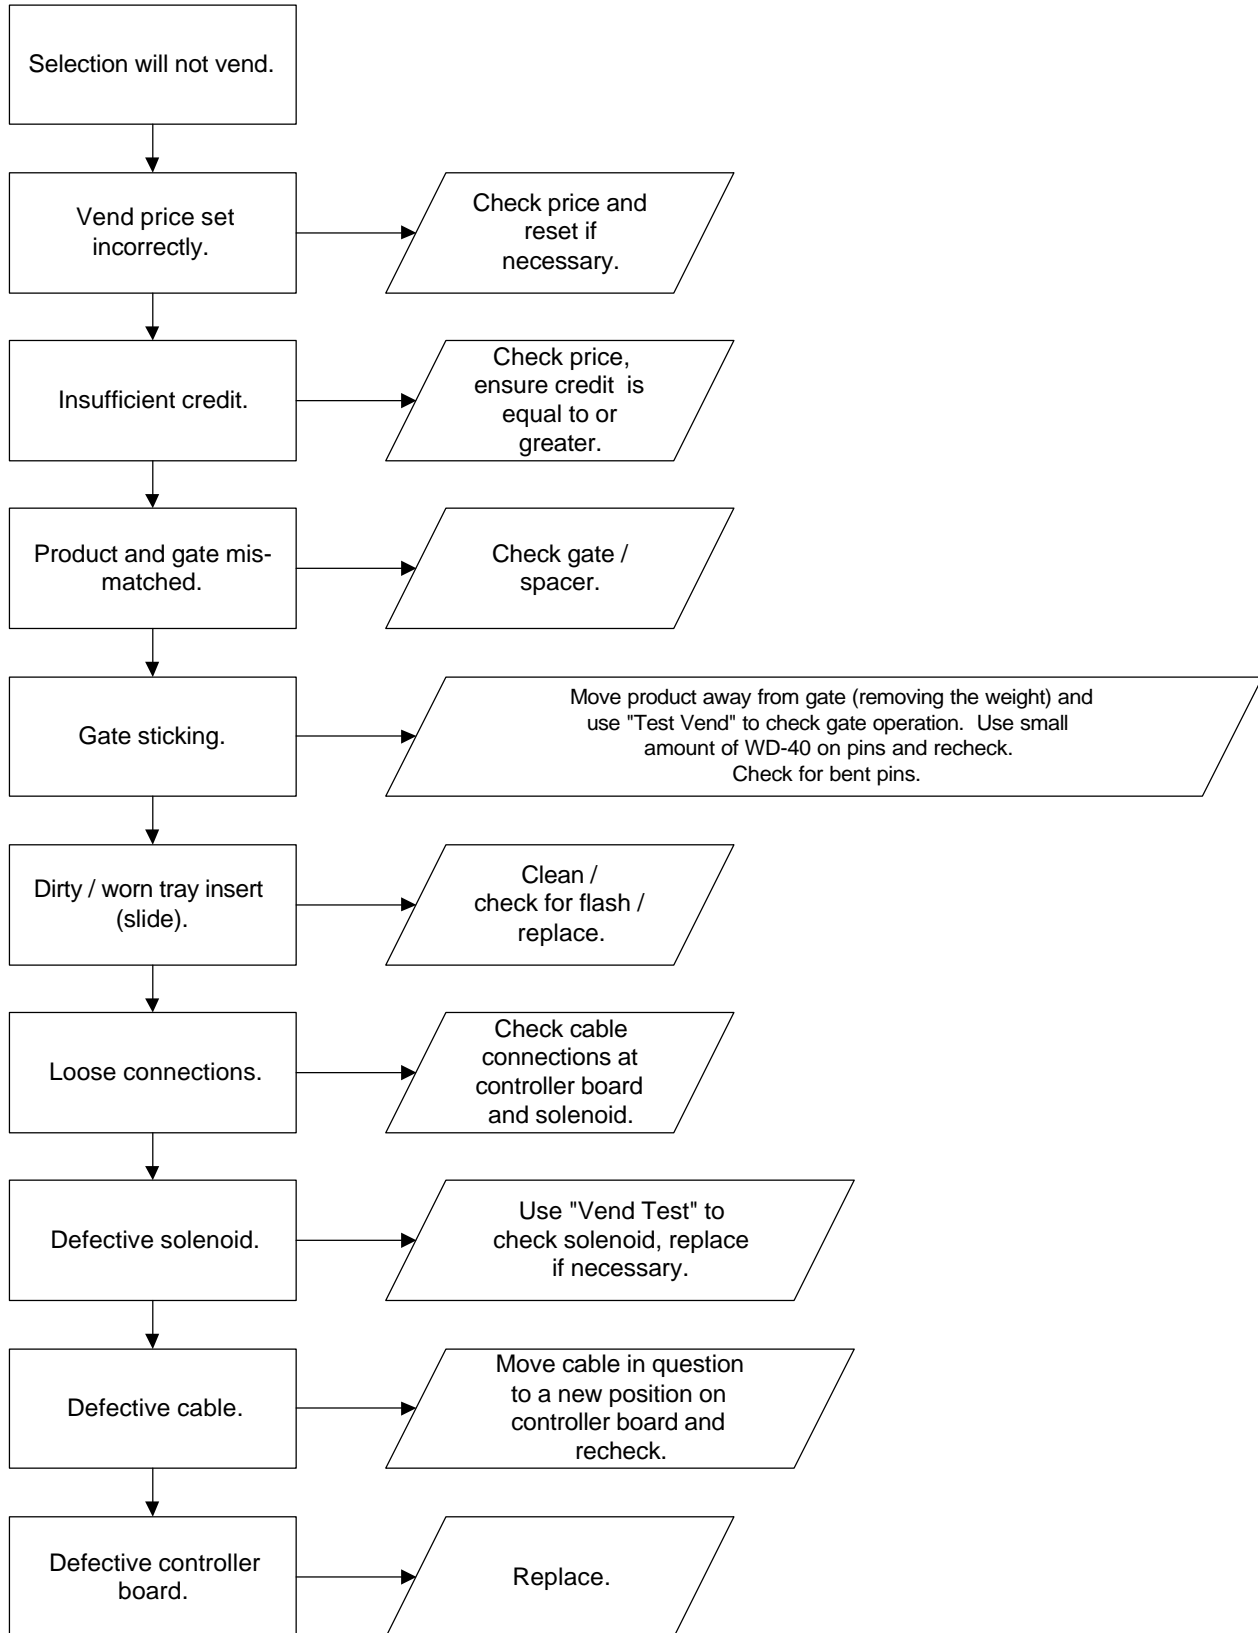 Selection will not vend.
Vend price set
incorrectly.
Check price and
reset if
necessary.
Insufficient credit.
Check price,
ensure credit is
equal to or
greater.
Product and gate mis-
matched.
Check gate /
spacer.
Gate sticking.
Move product away from gate (removing the weight) and
use "Test Vend" to check gate operation. Use small
amount of WD-40 on pins and recheck.
Check for bent pins.
Dirty / worn tray insert
(slide).
Clean /
check for flash /
replace.
Loose connections.
Check cable
connections at
controller board
and solenoid.
Defective solenoid.
Use "Vend Test" to
check solenoid, replace
if necessary.
Defective cable.
Move cable in question
to a new position on
controller board and
recheck.
Defective controller
board.
Replace.